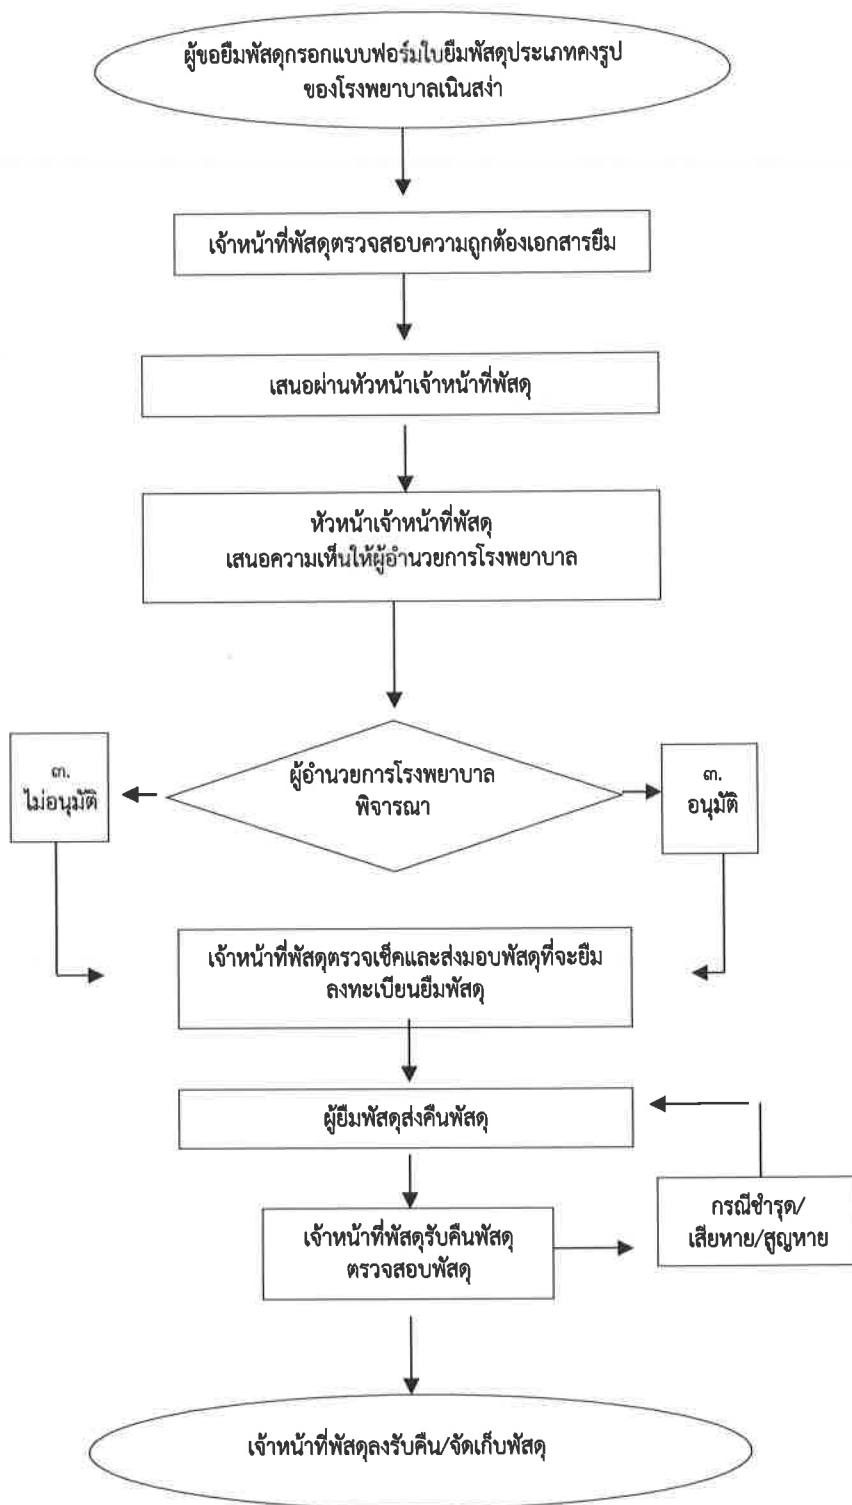 ผู้ขอยืมพัสดุกรอกแบบฟอร์มใบยืมพัสดุประเภทคงรูป
ของโรงพยาบาลเนินสง่า
เจ้าหน้าที่พัสดุตรวจสอบความถูกต้องเอกสารยืม
เสนอผ่านหัวหน้าเจ้าหน้าที่พัสดุ
หัวหน้าเจ้าหน้าที่พัสดุ
เสนอความเห็นให้ผู้อำนวยการโรงพยาบาล
ผู้อำนวยการโรงพยาบาล
พิจารณา
๓.
ไม่อนุมัติ
๓.
อนุมัติ
เจ้าหน้าที่พัสดุตรวจเช็คและส่งมอบพัสดุที่จะยืม
ลงทะเบียนยืมพัสดุ
ผู้ยืมพัสดุส่งคืนพัสดุ
เจ้าหน้าที่พัสดุรับคืนพัสดุ
ตรวจสอบพัสดุ
กรณีชำรุด/
เสียหาย/สูญหาย
เจ้าหน้าที่พัสดุลงรับคืน/จัดเก็บพัสดุ